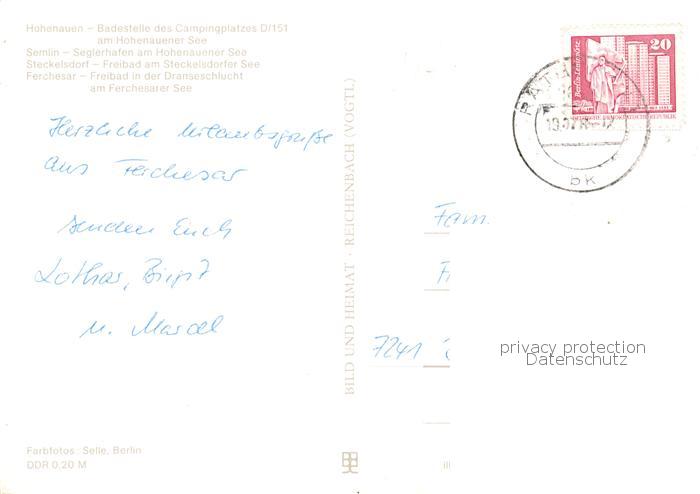 Hohenauen – Badestelle des Campingplatzes D/151
am Hohenauener See
Semlin – Seglerhafen am Hohenauener See
Steckelsdorf – Freibad am Steckelsdorfer See
Ferchesar – Freibad in der Dranseschlucht
am Ferchesarer See
Herzliche Urlaubsgrüße
aus Ferchesar
senden Euch
Lothar, Birgit
u. Marcel
Farbfotos: Selle, Berlin
DDR 0,20 M
BILD UND HEIMAT · REICHENBACH (VOGTL)
20
Berlin-Leninplatz
DEUTSCHE DEMOKRATISCHE REPUBLIK
bk
Fam.
7241
privacy protection
Datenschutz